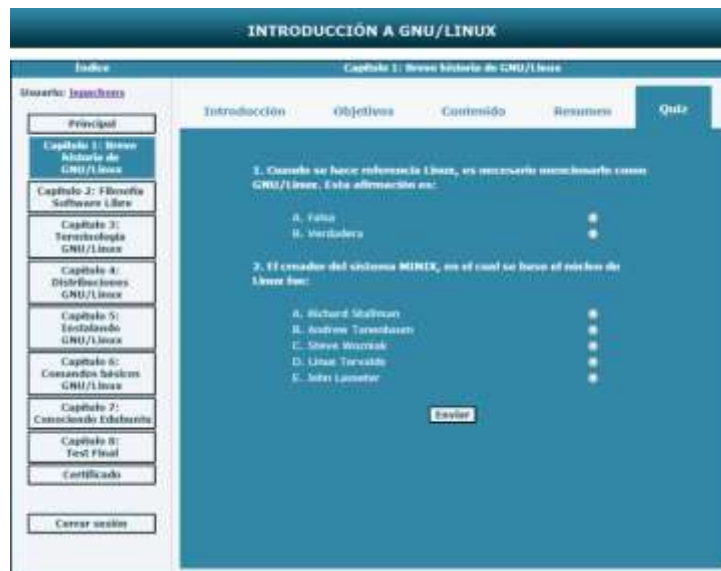 INTRODUCCIÓN A GNU/LINUX
Índice
Capítulo 1: Breve historia de GNU/Linux
Usuario:
Principal
Capítulo 1: Breve
historia de
GNU/Linux
Capítulo 2: Filosofía
Software Libre
Capítulo 3:
Terminología
GNU/Linux
Capítulo 4:
Distribuciones
GNU/Linux
Capítulo 5:
Instalando
GNU/Linux
Capítulo 6:
Comandos básicos
GNU/Linux
Capítulo 7:
Conociendo Edubuntu
Capítulo 8:
Test Final
Certificado
Cerrar sesión
Introducción
Objetivos
Contenido
Resumen
Quiz
1. Cuando se hace referencia Linux, es necesario mencionarlo como
GNU/Linux. Esta afirmación es:
A. Falsa
B. Verdadera
2. El creador del sistema MINIX, en el cual se baso el núcleo de
Linux fue:
A. Richard Stallman
B. Andrew Tanenbaum
C. Steve Wozniak
D. Linus Torvalds
E. John Lasseter
Enviar